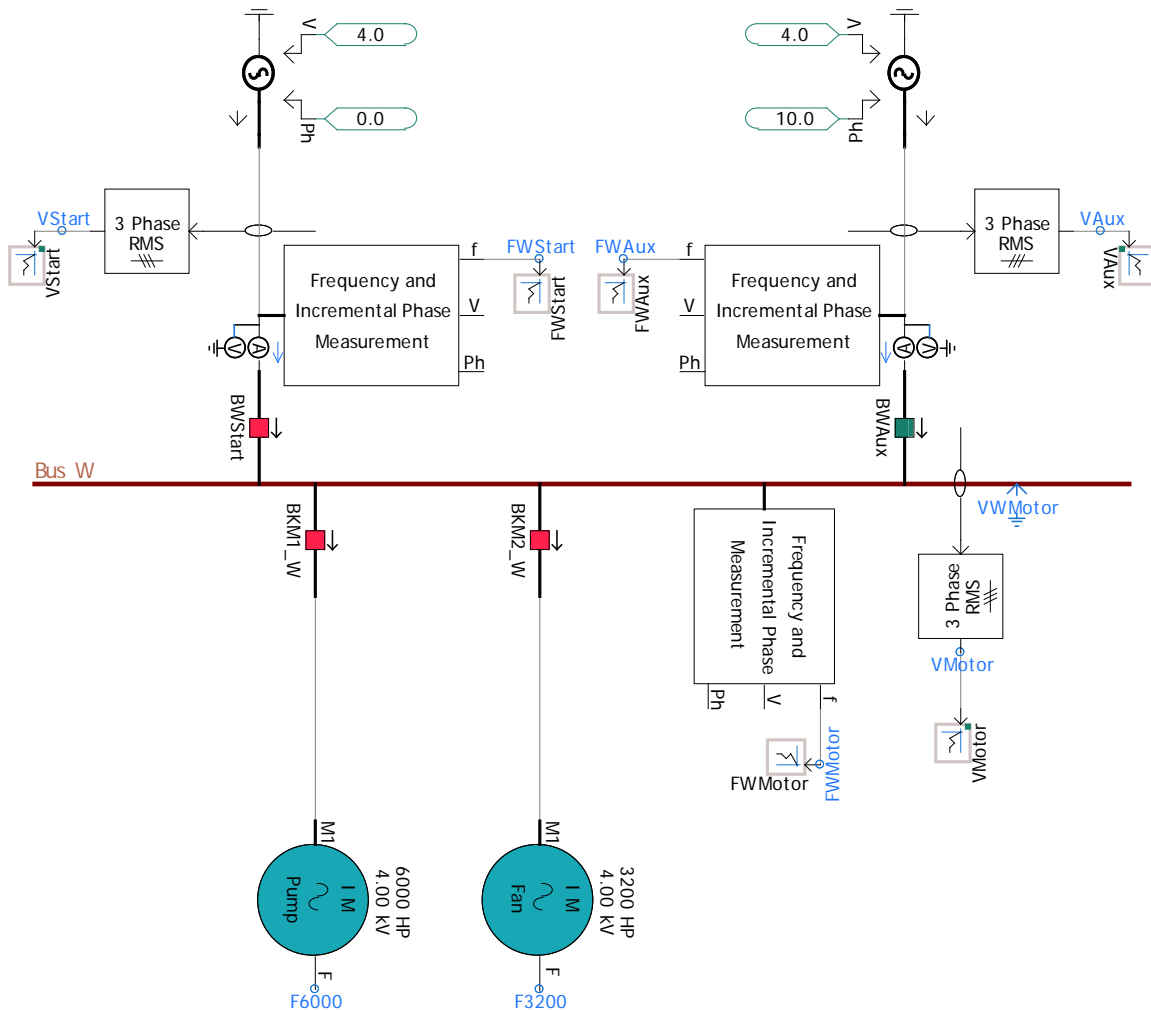 V
4.0
Ph
0.0
4.0
V
10.0
Ph
VStart
3 Phase
RMS
VStart
Frequency and
Incremental Phase
Measurement
f
V
Ph
FWStart
FWStart
V
A
BWStart
FWAux
FWAux
f
V
Ph
Frequency and
Incremental Phase
Measurement
3 Phase
RMS
VAux
VAux
A
V
BWAux
Bus W
VWMotor
BKM1_W
BKM2_W
Frequency and
Incremental Phase
Measurement
Ph
V
f
FWMotor
FWMotor
3 Phase
RMS
VMotor
VMotor
M1
I M
Pump
6000 HP
4.00 kV
F
F6000
M1
I M
Fan
3200 HP
4.00 kV
F
F3200